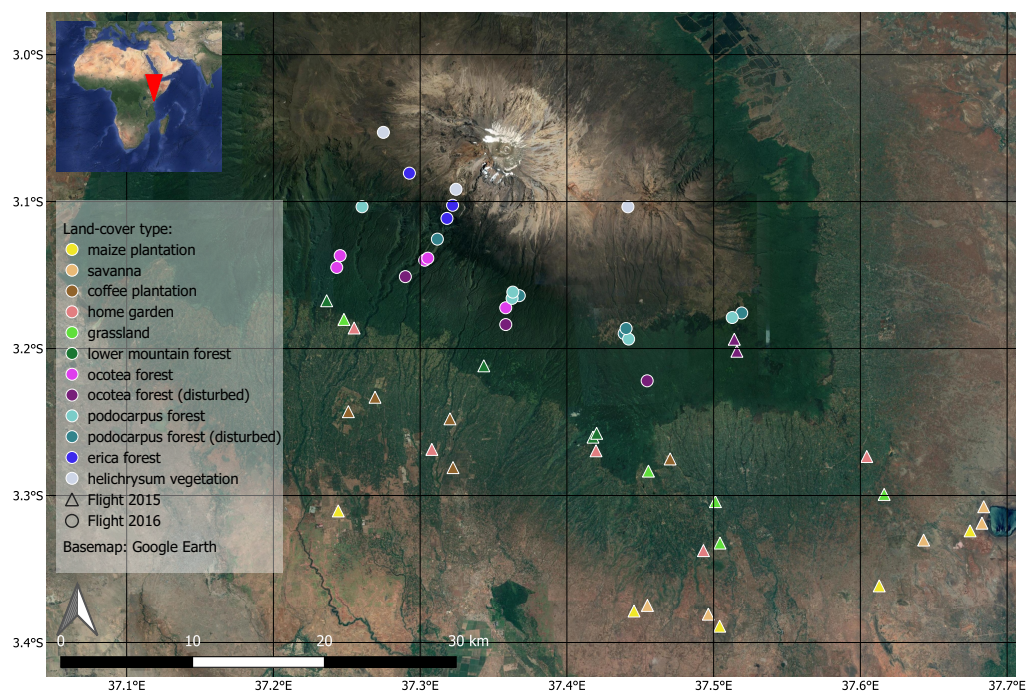 3.0°S
3.1°S
3.2°S
3.3°S
3.4°S
Land-cover type:
maize plantation
savanna
coffee plantation
home garden
grassland
lower mountain forest
ocotea forest
ocotea forest (disturbed)
podocarpus forest
podocarpus forest (disturbed)
erica forest
helichrysum vegetation
Flight 2015
Flight 2016
Basemap: Google Earth
0 10 20 30 km
37.1°E 37.2°E 37.3°E 37.4°E 37.5°E 37.6°E 37.7°E